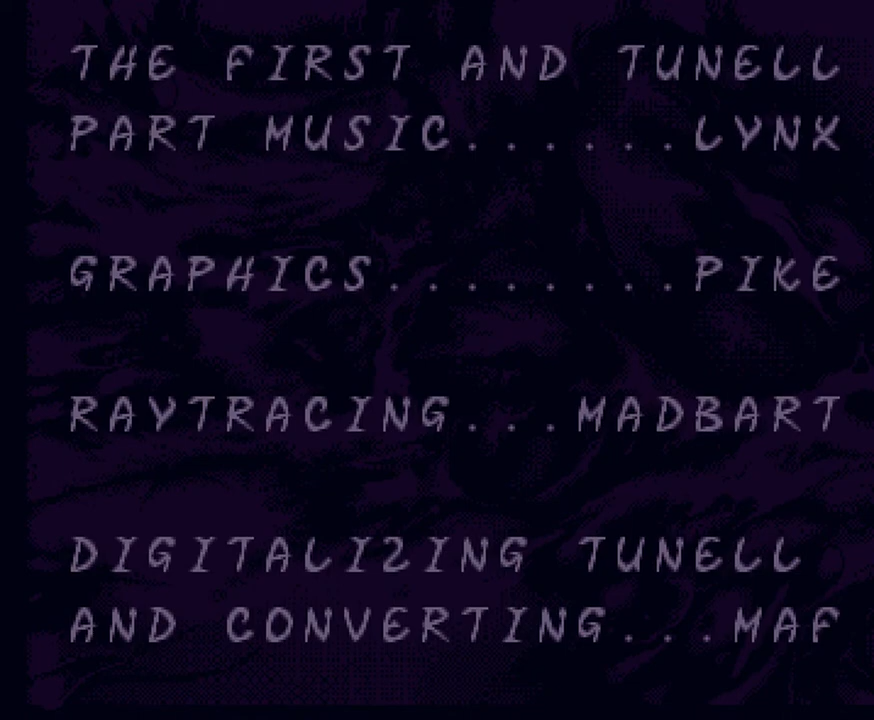 THE FIRST AND TUNELL
PART MUSIC......LYNX
GRAPHICS........PIKE
RAYTRACING...MADBART
DIGITALIZING TUNELL
AND CONVERTING...MAF